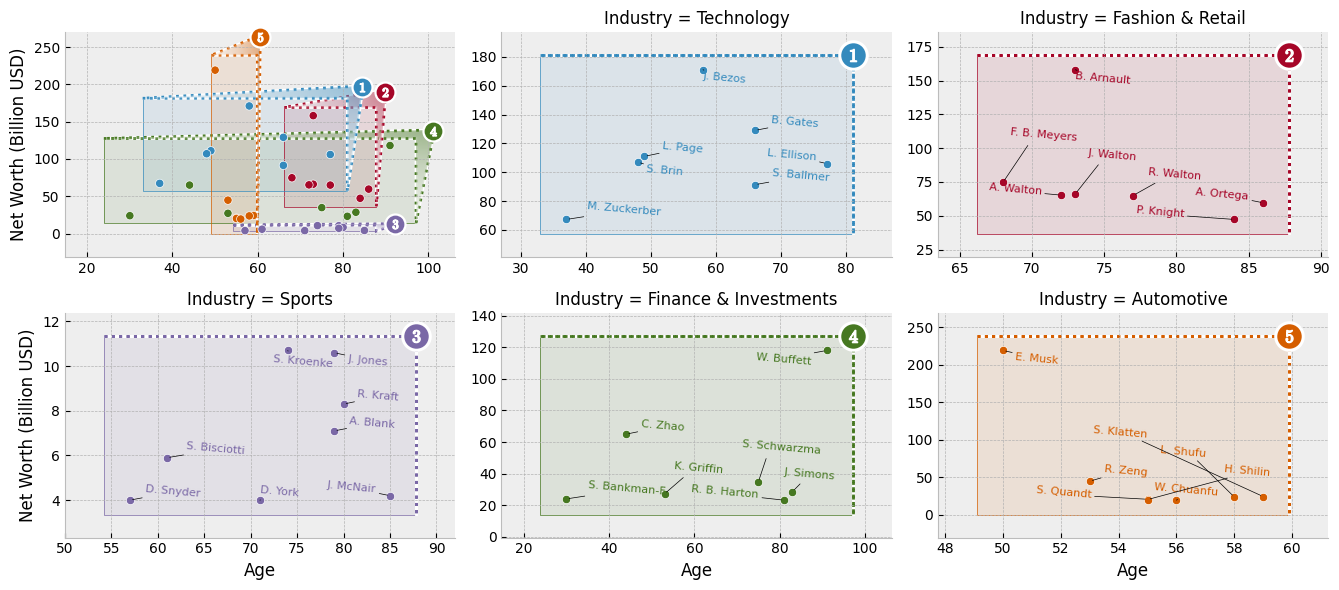 Industry = Technology
Industry = Fashion & Retail
Net Worth (Billion USD)
250
200
150
100
50
0
20
40
60
80
100
5
1
2
4
3
180
160
140
120
100
80
60
30
40
50
60
70
80
1
J. Bezos
B. Gates
L. Page
L. Ellison
S. Brin
S. Ballmer
M. Zuckerber
175
150
125
100
75
50
25
65
70
75
80
85
90
2
B. Arnault
F. B. Meyers
J. Walton
R. Walton
A. Walton
A. Ortega
P. Knight
Industry = Sports
Industry = Finance & Investments
Industry = Automotive
Net Worth (Billion USD)
12
10
8
6
4
50
55
60
65
70
75
80
85
90
Age
3
S. Kroenke
J. Jones
R. Kraft
A. Blank
S. Bisciotti
D. Snyder
D. York
J. McNair
140
120
100
80
60
40
20
0
20
40
60
80
100
Age
4
W. Buffett
C. Zhao
S. Schwarzma
K. Griffin
J. Simons
S. Bankman-F
R. B. Harton
250
200
150
100
50
0
48
50
52
54
56
58
60
Age
5
E. Musk
S. Klatten
L. Shufu
R. Zeng
H. Shilin
S. Quandt
W. Chuanfu